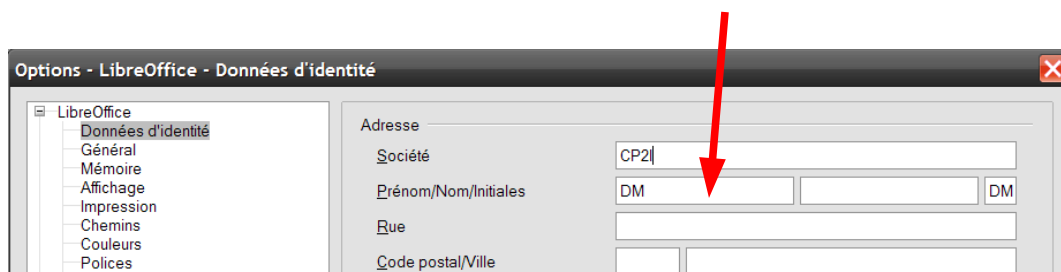 Options - LibreOffice - Données d'identité
LibreOffice
Données d'identité
Général
Mémoire
Affichage
Impression
Chemins
Couleurs
Polices
Adresse
Société CP2I
Prénom/Nom/Initiales DM DM
Rue
Code postal/Ville